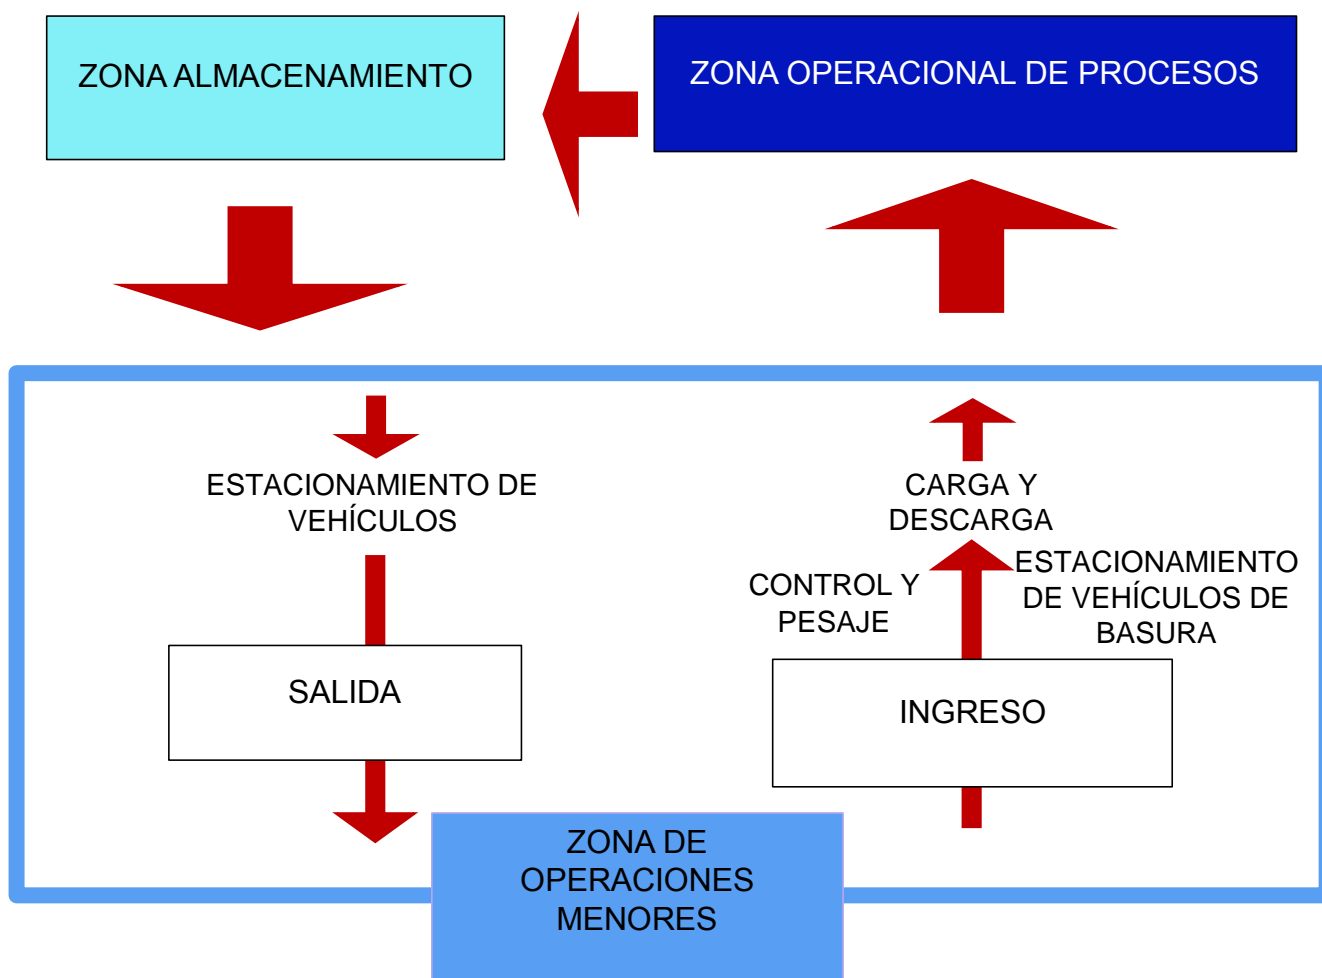 ZONA ALMACENAMIENTO
ZONA OPERACIONAL DE PROCESOS
ESTACIONAMIENTO DE
VEHÍCULOS
CARGA Y
DESCARGA
CONTROL Y
PESAJE
ESTACIONAMIENTO
DE VEHÍCULOS DE
BASURA
SALIDA
INGRESO
ZONA DE
OPERACIONES
MENORES